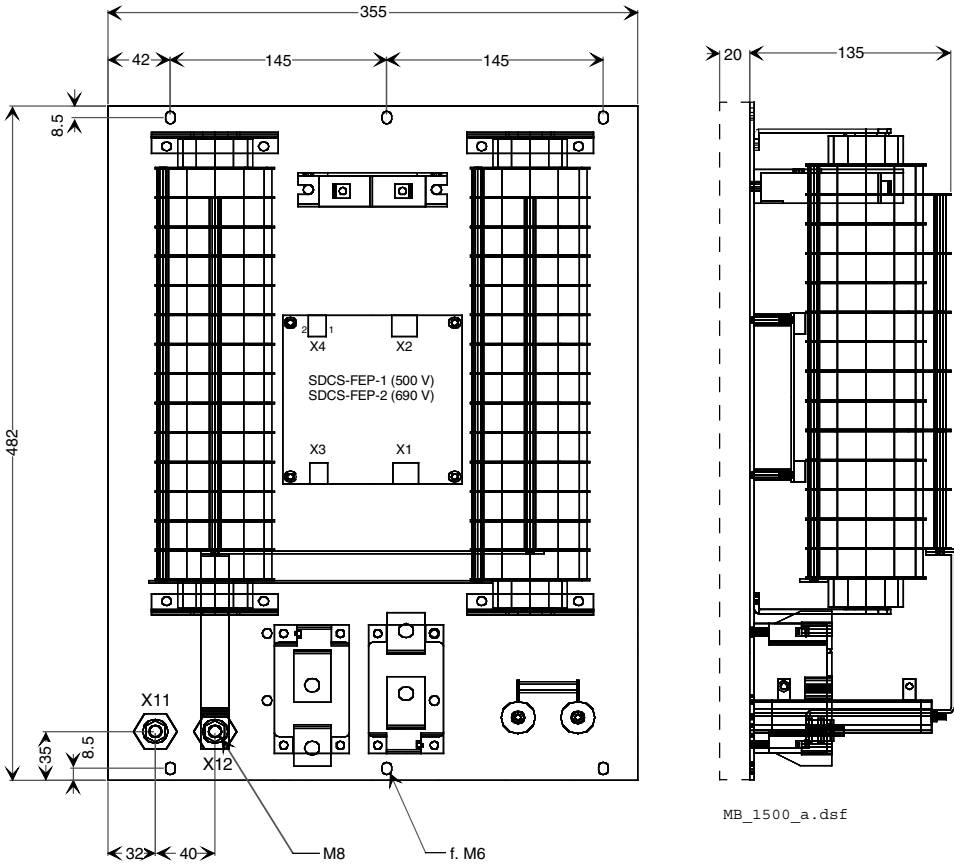 355
42
145
145
20
135
8.5
482
2
1
X4
X2
SDCS-FEP-1 (500 V)
SDCS-FEP-2 (690 V)
X3
X1
X11
X12
35
8.5
32
40
M8
f. M6
MB_1500_a.dsf